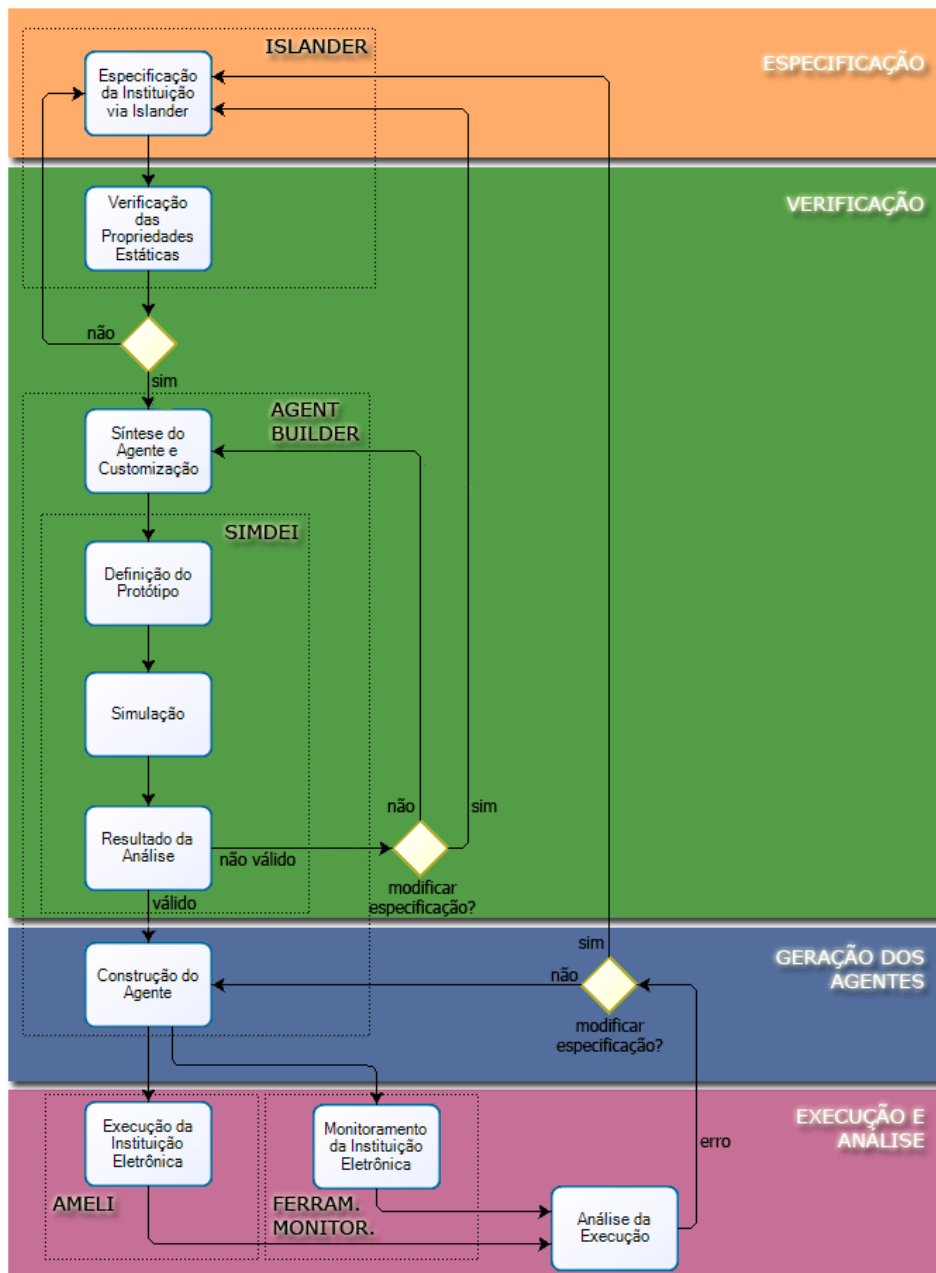 ISLANDER
ESPECIFICAÇÃO
Especificação
da Instituição
via Islander
VERIFICAÇÃO
Verificação
das
Propriedades
Estáticas
não
sim
AGENT
BUILDER
Síntese do
Agente e
Customização
SIMDEI
Definição do
Protótipo
Simulação
não
sim
Resultado da
Análise
não válido
modificar
especificação?
válido
sim
GERAÇÃO DOS
AGENTES
Construção do
Agente
não
modificar
especificação?
EXECUÇÃO E
ANÁLISE
Execução da
Instituição
Eletrônica
Monitoramento
da Instituição
Eletrônica
erro
AMELI
FERRAM.
MONITOR.
Análise da
Execução